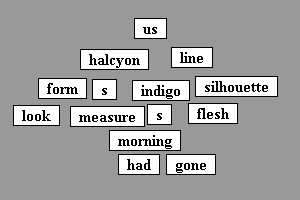 us
halcyon line
form s indigo silhouette
look measure s flesh
morning
had gone